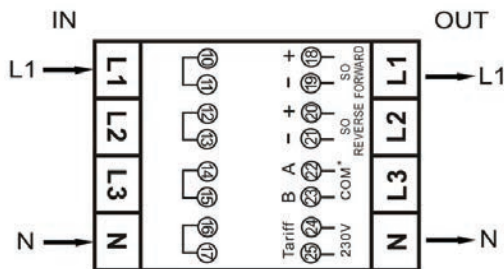 IN OUT
L1 L1 10 + 18 SO FORWARD L1 L1
11 - 19
L2 12 + 20 SO REVERSE L2
13 - 21
L3 14 A 22 COM* L3
15 B 23
N N 16 Tariff 24 230V N N
17 25